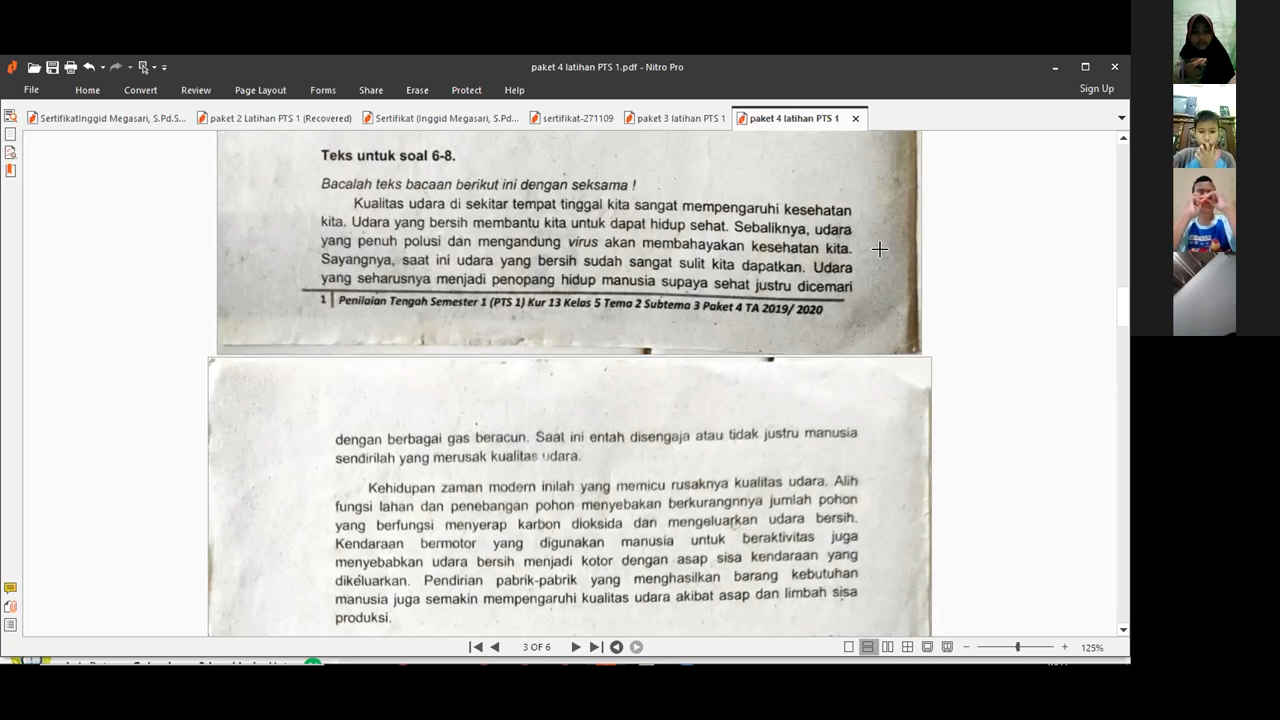 paket 4 latihan PTS 1.pdf - Nitro Pro
File Home Convert Review Page Layout Forms Share Erase Protect Help Sign Up
SertifikatInggid Megasari, S.Pd.S... paket 2 Latihan PTS 1 (Recovered) Sertifikat (Inggid Megasari, S.Pd... sertifikat-271109 paket 3 latihan PTS 1 paket 4 latihan PTS 1
Teks untuk soal 6-8.
Bacalah teks bacaan berikut ini dengan seksama !
Kualitas udara di sekitar tempat tinggal kita sangat mempengaruhi kesehatan
kita. Udara yang bersih membantu kita untuk dapat hidup sehat. Sebaliknya, udara
yang penuh polusi dan mengandung virus akan membahayakan kesehatan kita.
Sayangnya, saat ini udara yang bersih sudah sangat sulit kita dapatkan. Udara
yang seharusnya menjadi penopang hidup manusia supaya sehat justru dicemari
1 | Penilaian Tengah Semester 1 (PTS 1) Kur 13 Kelas 5 Tema 2 Subtema 3 Paket 4 TA 2019/ 2020
dengan berbagai gas beracun. Saat ini entah disengaja atau tidak justru manusia
sendirilah yang merusak kualitas udara.
Kehidupan zaman modern inilah yang memicu rusaknya kualitas udara. Alih
fungsi lahan dan penebangan pohon menyebakan berkurangnnya jumlah pohon
yang berfungsi menyerap karbon dioksida dan mengeluarkan udara bersih.
Kendaraan bermotor yang digunakan manusia untuk beraktivitas juga
menyebabkan udara bersih menjadi kotor dengan asap sisa kendaraan yang
dikeluarkan. Pendirian pabrik-pabrik yang menghasilkan barang kebutuhan
manusia juga semakin mempengaruhi kualitas udara akibat asap dan limbah sisa
produksi.
3 OF 6
125%